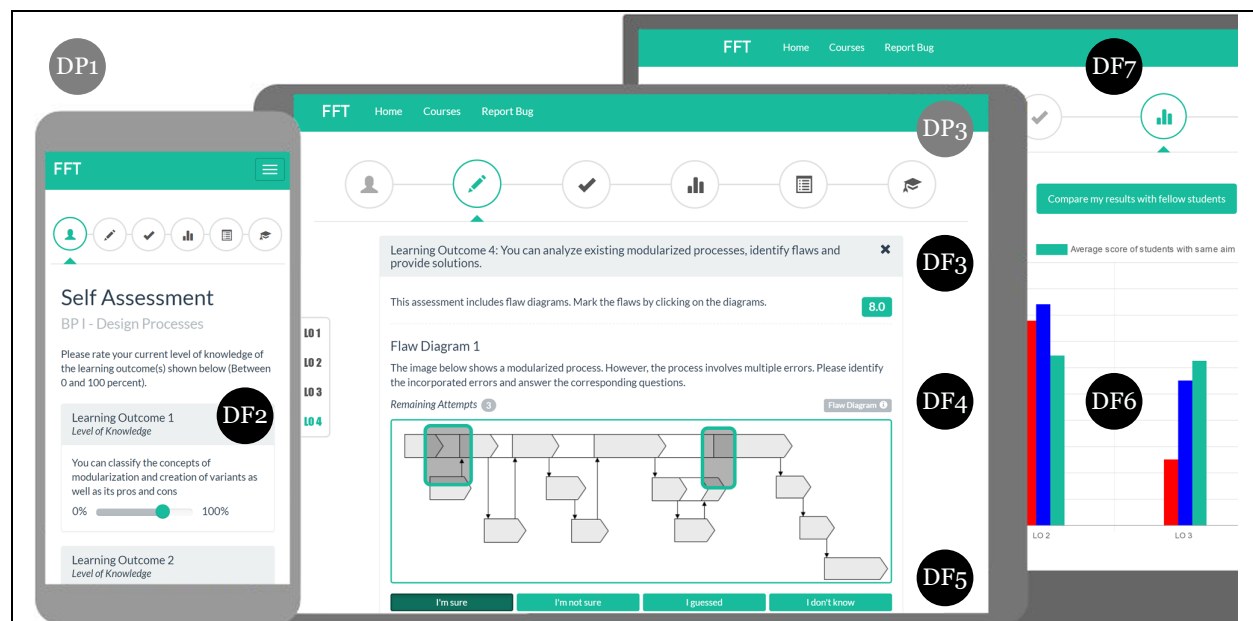 DP1
FFT
Self Assessment
BP I - Design Processes
Please rate your current level of knowledge of
the learning outcome(s) shown below (Between
0 and 100 percent).
Learning Outcome 1
Level of Knowledge
DF2
You can classify the concepts of
modularization and creation of variants as
well as its pros and cons
0% 100%
Learning Outcome 2
Level of Knowledge
FFT Home Courses Report Bug
DP3
Learning Outcome 4: You can analyze existing modularized processes, identify flaws and
provide solutions.
DF3
This assessment includes flaw diagrams. Mark the flaws by clicking on the diagrams.
8.0
LO 1
LO 2
LO 3
LO 4
Flaw Diagram 1
The image below shows a modularized process. However, the process involves multiple errors. Please identify
the incorporated errors and answer the corresponding questions.
Remaining Attempts 3
Flaw Diagram
DF4
DF5
I'm sure I'm not sure I guessed I don't know
FFT Home Courses Report Bug
DF7
Compare my results with fellow students
Average score of students with same aim
DF6
LO 2 LO 3